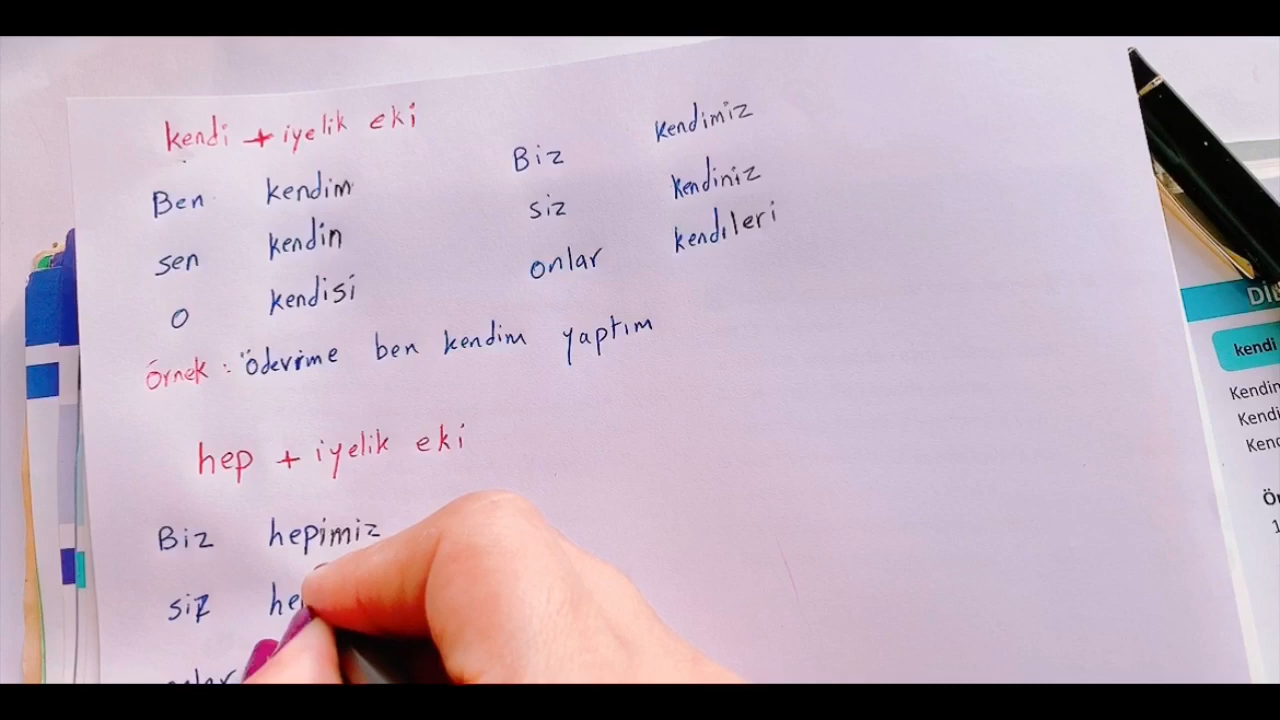 kendi + iyelik eki
Ben kendim
sen kendin
o kendisi
Biz kendimiz
siz kendiniz
onlar kendileri
Örnek : Ödevime ben kendim yaptım
hep + iyelik eki
Biz hepimiz
siz he
kendi